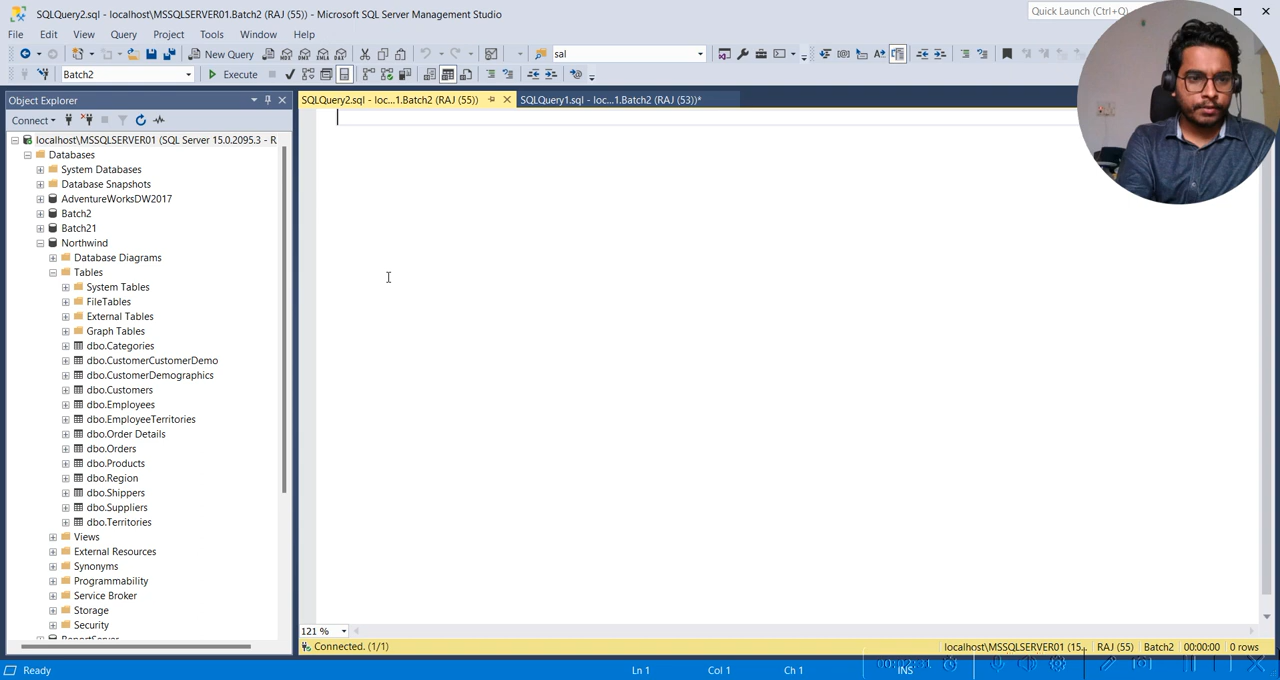 SQLQuery2.sql - localhost\MSSQLSERVER01.Batch2 (RAJ (55)) - Microsoft SQL Server Management Studio
Quick Launch (Ctrl+Q)
File Edit View Query Project Tools Window Help
New Query
sal
Batch2
Execute
Object Explorer
SQLQuery2.sql - loc...1.Batch2 (RAJ (55))
SQLQuery1.sql - loc...1.Batch2 (RAJ (53))*
Connect
localhost\MSSQLSERVER01 (SQL Server 15.0.2095.3 - R
Databases
System Databases
Database Snapshots
AdventureWorksDW2017
Batch2
Batch21
Northwind
Database Diagrams
Tables
System Tables
FileTables
External Tables
Graph Tables
dbo.Categories
dbo.CustomerCustomerDemo
dbo.CustomerDemographics
dbo.Customers
dbo.Employees
dbo.EmployeeTerritories
dbo.Order Details
dbo.Orders
dbo.Products
dbo.Region
dbo.Shippers
dbo.Suppliers
dbo.Territories
Views
External Resources
Synonyms
Programmability
Service Broker
Storage
Security
ReportServer
121 %
Connected. (1/1)
localhost\MSSQLSERVER01 (15... RAJ (55) Batch2 00:00:00 0 rows
Ready
Ln 1 Col 1 Ch 1 INS